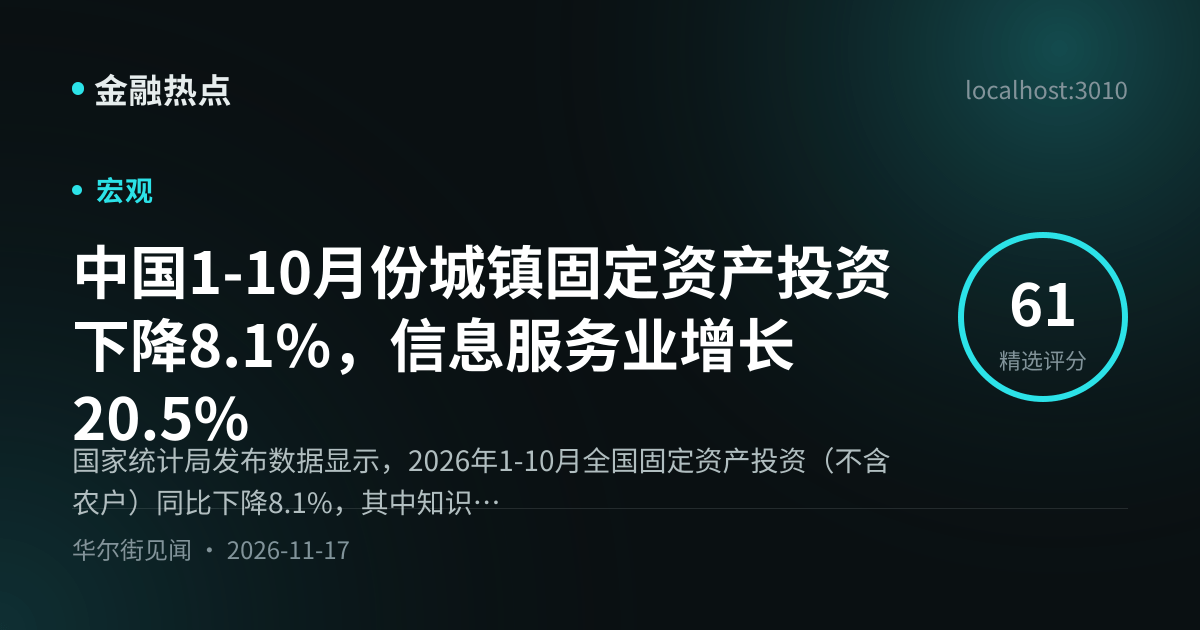 金融热点
localhost:3010
宏观
中国1-10月份城镇固定资产投资
下降8.1%，信息服务业增长
20.5%
61
精选评分
国家统计局发布数据显示，2026年1-10月全国固定资产投资（不含
农户）同比下降8.1%，其中知识…
华尔街见闻 · 2026-11-17